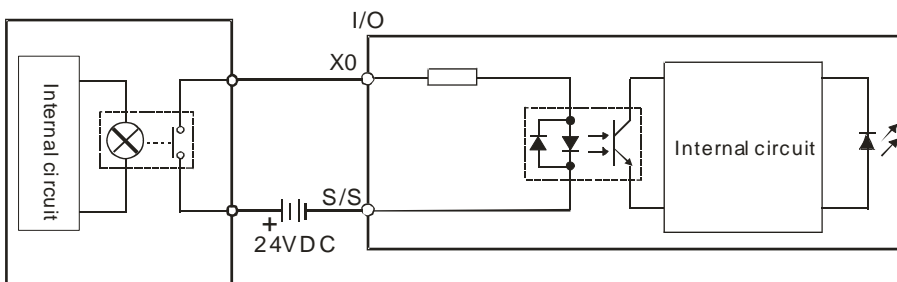 I/O
X0
Internal circuit
Internal circuit
S/S
+
24VDC